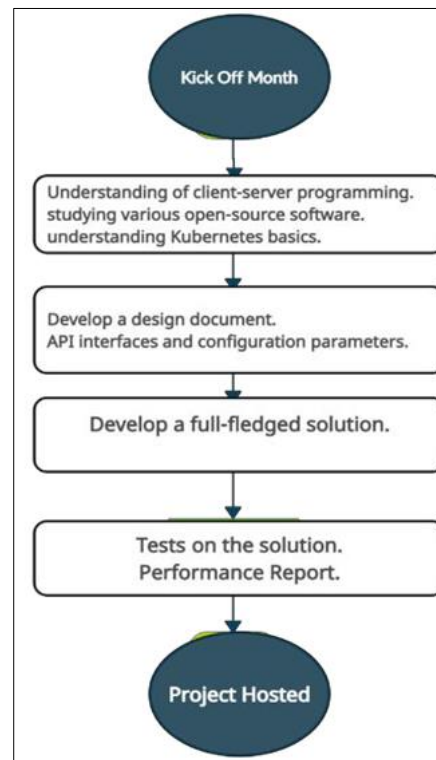 Kick Off Month
Understanding of client-server programming.
studying various open-source software.
understanding Kubernetes basics.
Develop a design document.
API interfaces and configuration parameters.
Develop a full-fledged solution.
Tests on the solution.
Performance Report.
Project Hosted